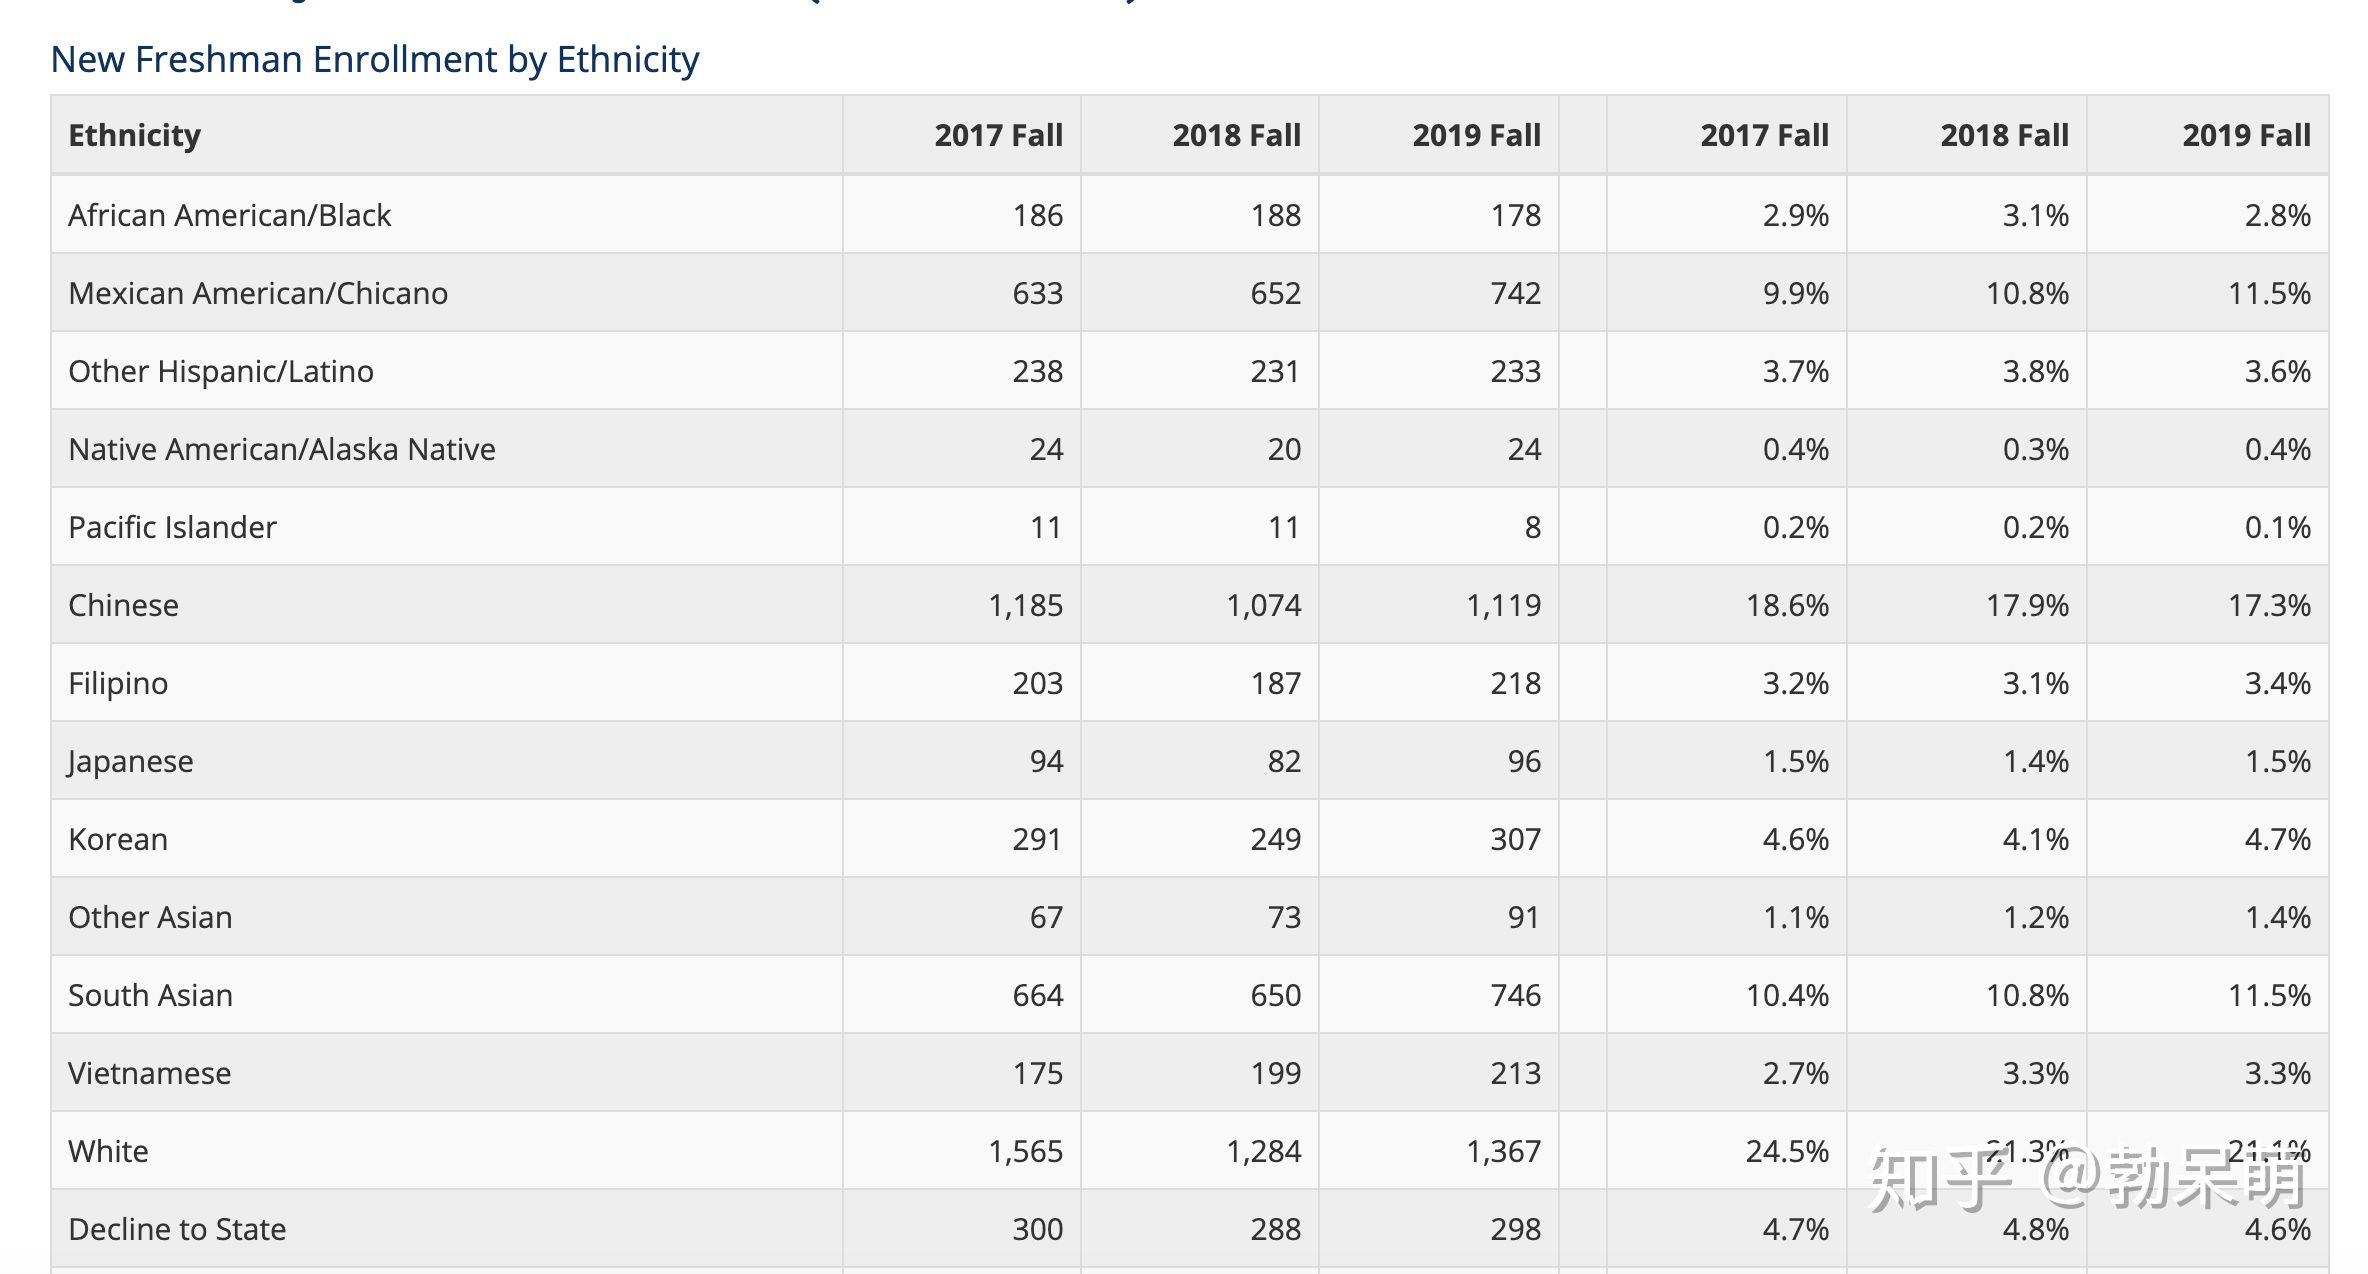 New Freshman Enrollment by Ethnicity
Ethnicity 2017 Fall 2018 Fall 2019 Fall 2017 Fall 2018 Fall 2019 Fall
African American/Black 186 188 178 2.9% 3.1% 2.8%
Mexican American/Chicano 633 652 742 9.9% 10.8% 11.5%
Other Hispanic/Latino 238 231 233 3.7% 3.8% 3.6%
Native American/Alaska Native 24 20 24 0.4% 0.3% 0.4%
Pacific Islander 11 11 8 0.2% 0.2% 0.1%
Chinese 1,185 1,074 1,119 18.6% 17.9% 17.3%
Filipino 203 187 218 3.2% 3.1% 3.4%
Japanese 94 82 96 1.5% 1.4% 1.5%
Korean 291 249 307 4.6% 4.1% 4.7%
Other Asian 67 73 91 1.1% 1.2% 1.4%
South Asian 664 650 746 10.4% 10.8% 11.5%
Vietnamese 175 199 213 2.7% 3.3% 3.3%
White 1,565 1,284 1,367 24.5% 21.3% 21.1%
知乎 @勃呆萌
Decline to State 300 288 298 4.7% 4.8% 4.6%